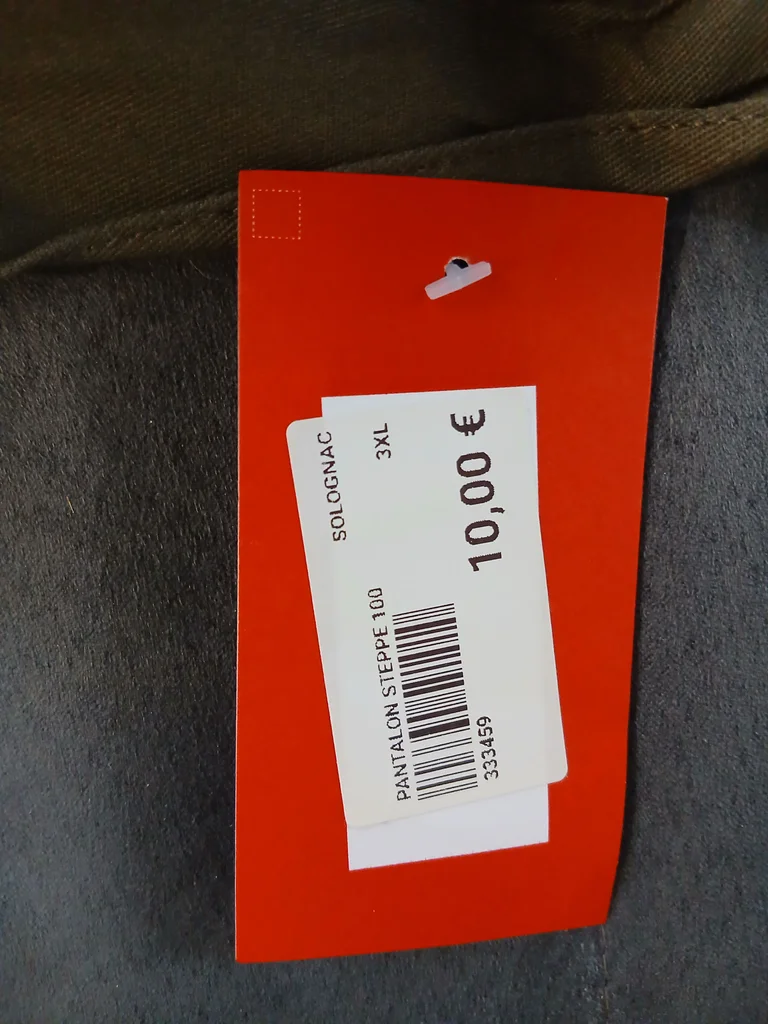 SOLOGNAC
3XL
PANTALON STEPPE 100
10,00 €
333459